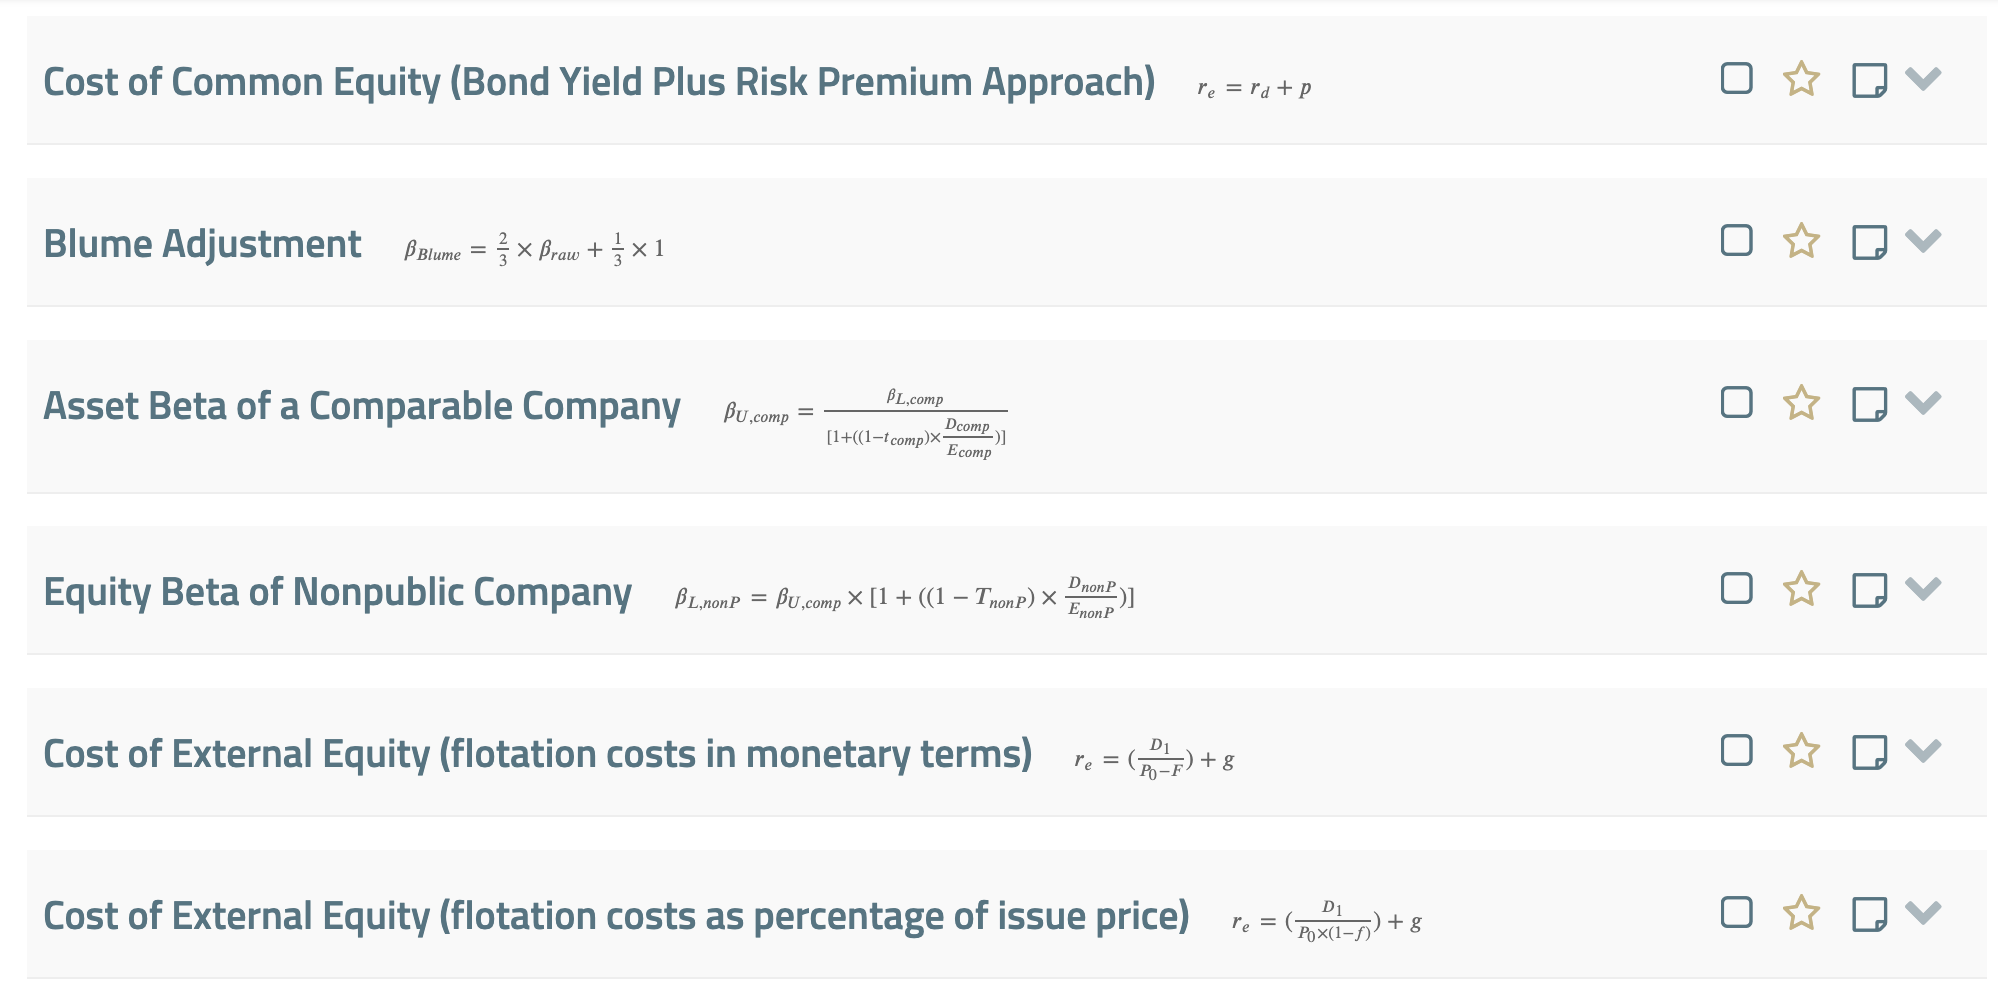 Cost of Common Equity (Bond Yield Plus Risk Premium Approach) $r_e = r_d + p$
Blume Adjustment $\beta_{Blume} = \frac{2}{3} \times \beta_{raw} + \frac{1}{3} \times 1$
Asset Beta of a Comparable Company $\beta_{U,comp} = \frac{\beta_{L,comp}}{[1+((1-t_{comp})\times\frac{D_{comp}}{E_{comp}})]}$
Equity Beta of Nonpublic Company $\beta_{L,nonP} = \beta_{U,comp} \times [1 + ((1 - T_{nonP}) \times \frac{D_{nonP}}{E_{nonP}})]$
Cost of External Equity (flotation costs in monetary terms) $r_e = (\frac{D_1}{P_0-F}) + g$
Cost of External Equity (flotation costs as percentage of issue price) $r_e = (\frac{D_1}{P_0\times(1-f)}) + g$